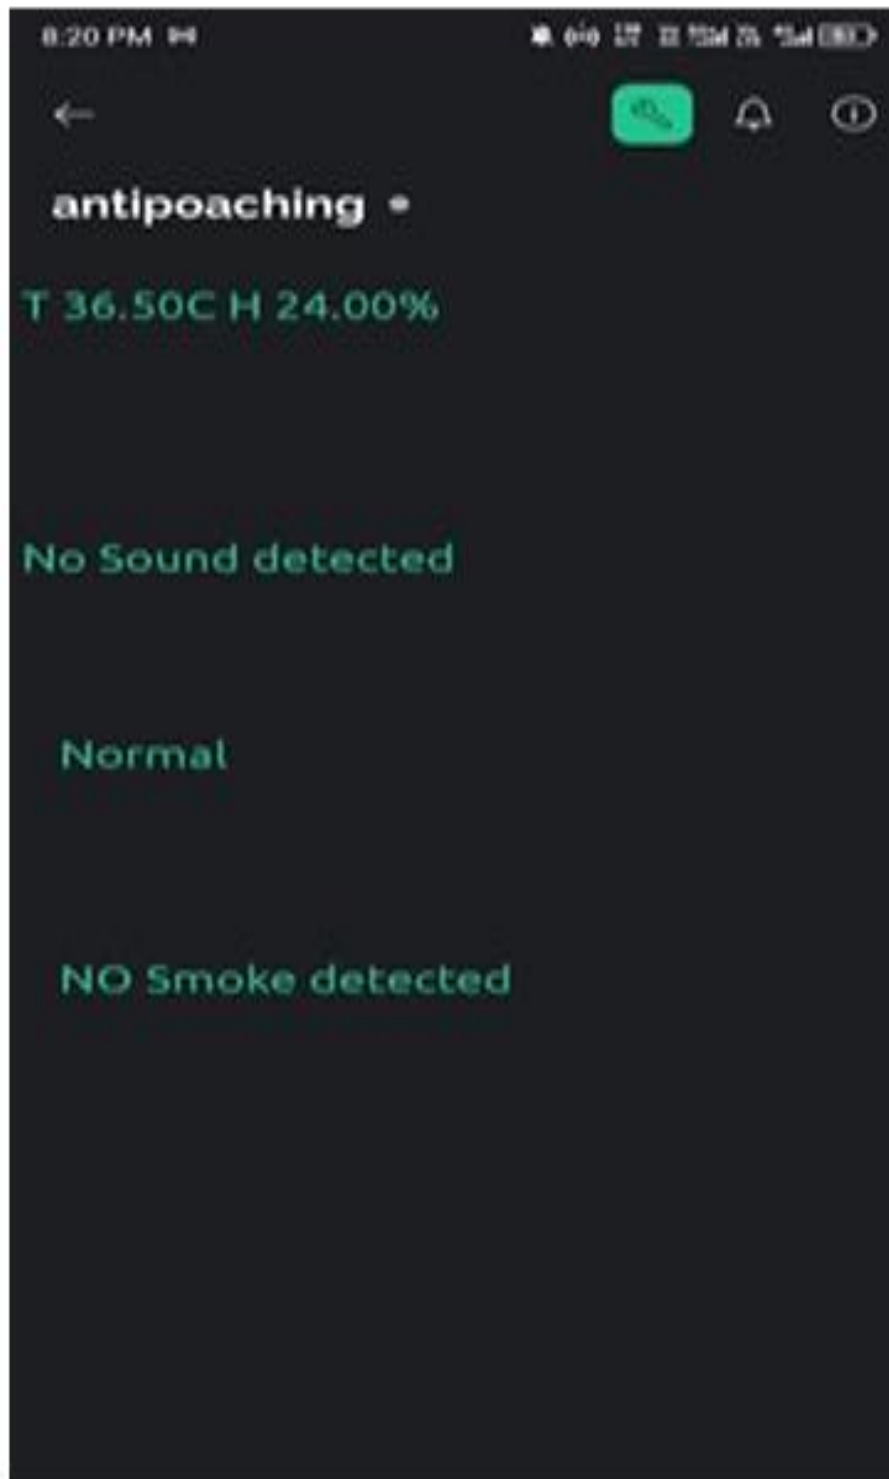 8:20 PM
antipoaching
T 36.50C H 24.00%
No Sound detected
Normal
NO Smoke detected